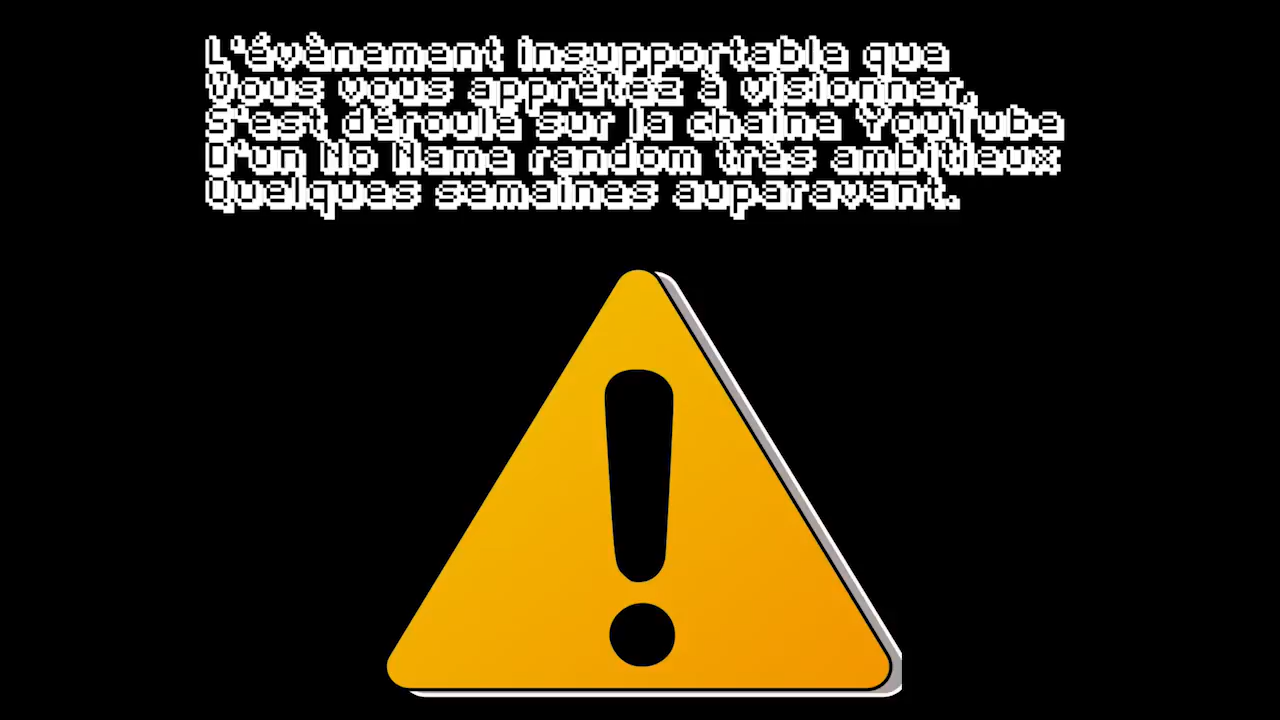 L'évènement insupportable que
Vous vous apprêtez à visionner,
S'est déroulé sur la chaîne YouTube
D'un No Name random très ambitieux
Quelques semaines auparavant.